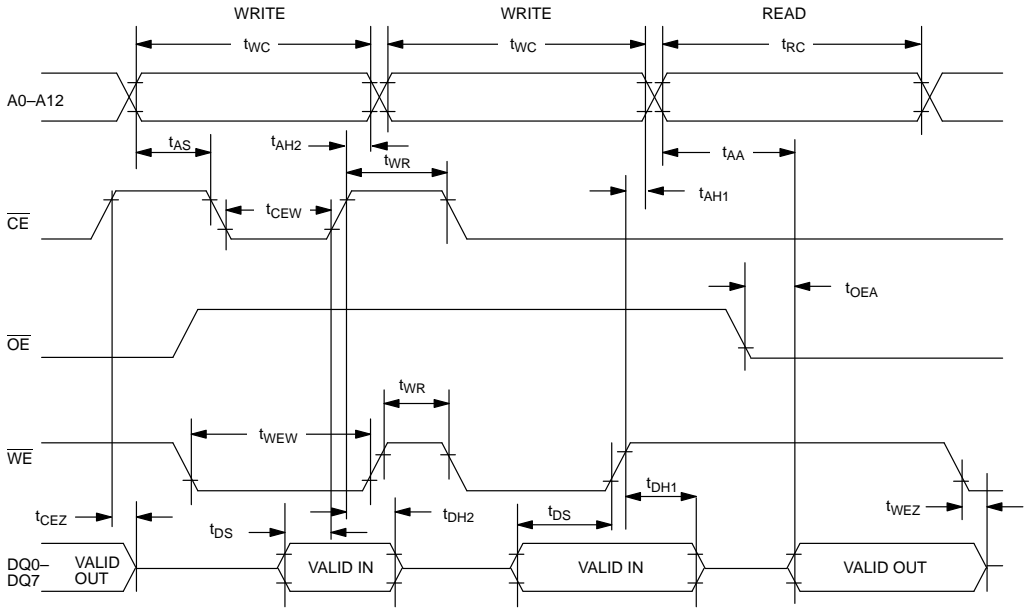 WRITE WRITE READ
tWC tWC tRC
A0–A12
tAS tAH2 tWR tAA
tAH1
CE tCEW
tOEA
OE
tWR
tWEW
WE
tCEZ tDS tDH2 tDS tDH1 tWEZ
DQ0–DQ7 VALID OUT VALID IN VALID IN VALID OUT